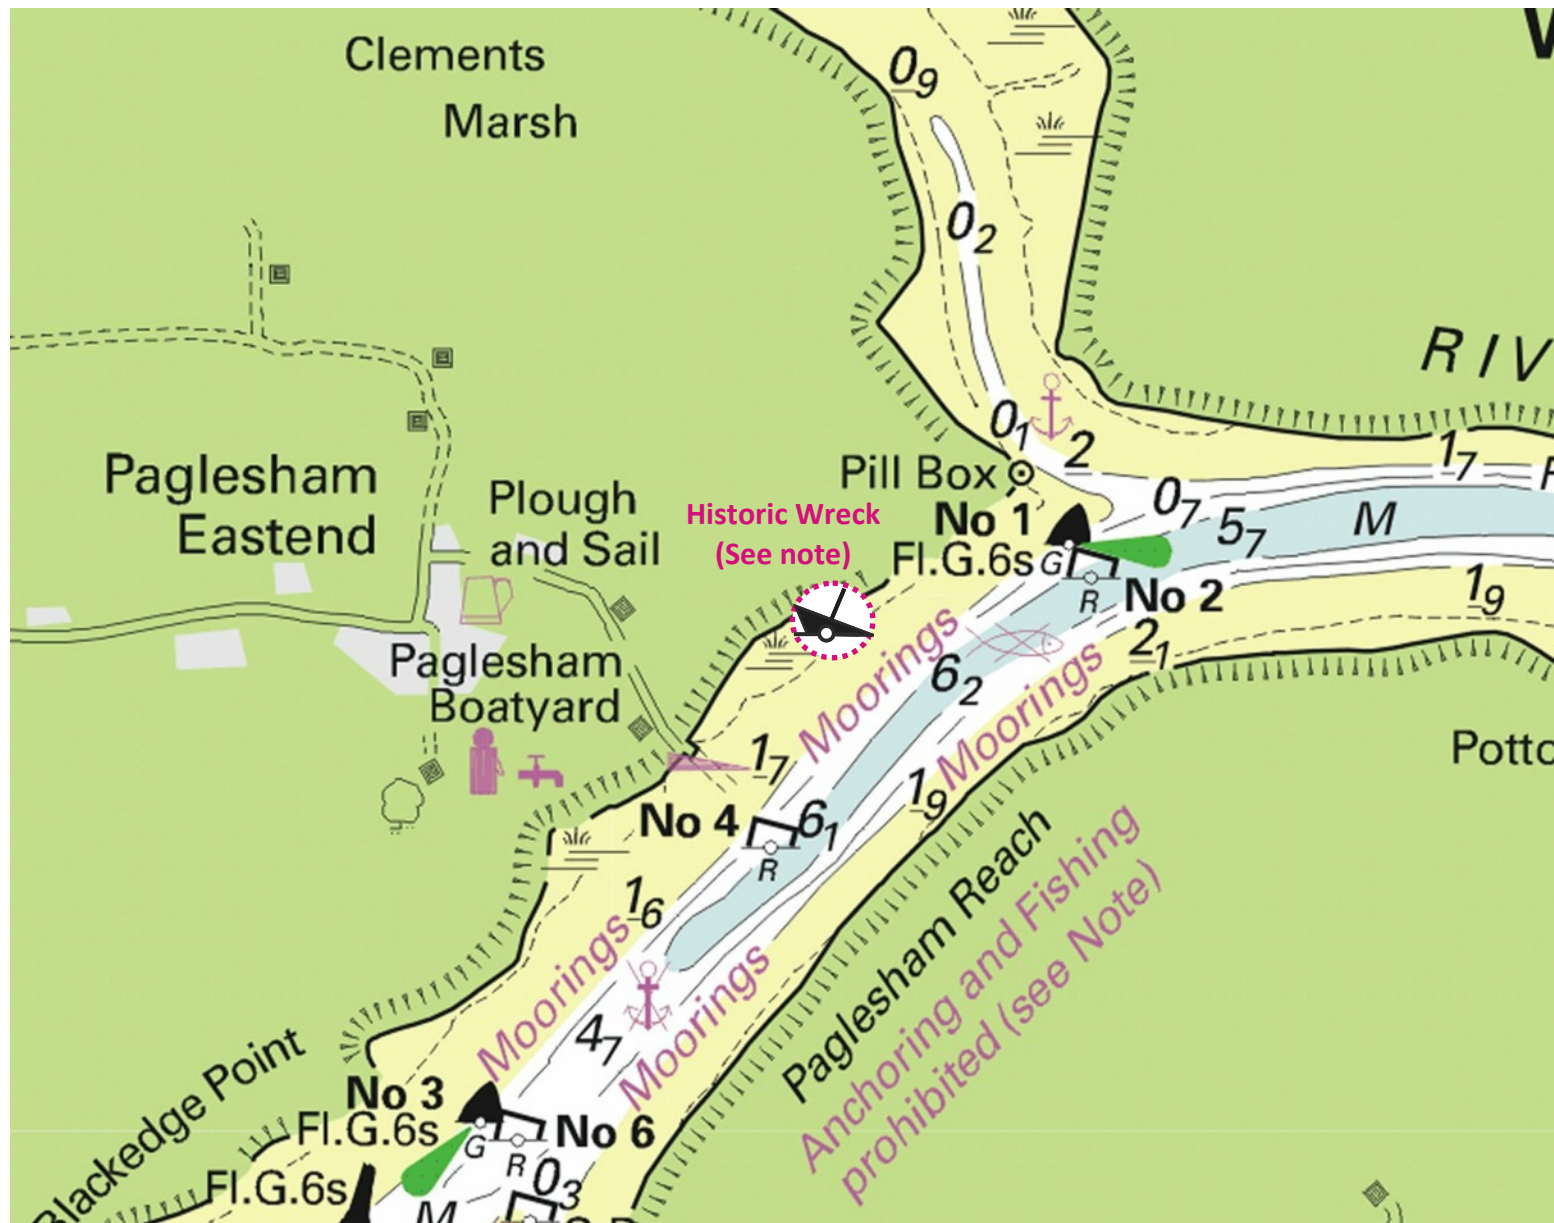 Clements
Marsh
0₉
0₂
RIV
0₁
2
1₇
Pill Box
Paglesham
Eastend
Plough
and Sail
Historic Wreck
(See note)
No 1
Fl.G.6s
G
0₇
5₇
M
R
No 2
1₉
2₁
Moorings
6₂
Moorings
Paglesham
Boatyard
Potto
1₇
1₉
No 4
6₁
R
1₆
Moorings
Moorings
4₇
Paglesham Reach
Anchoring and Fishing
prohibited (see Note)
Blackedge Point
No 3
Fl.G.6s
G
R
No 6
Fl.G.6s
0₃
M